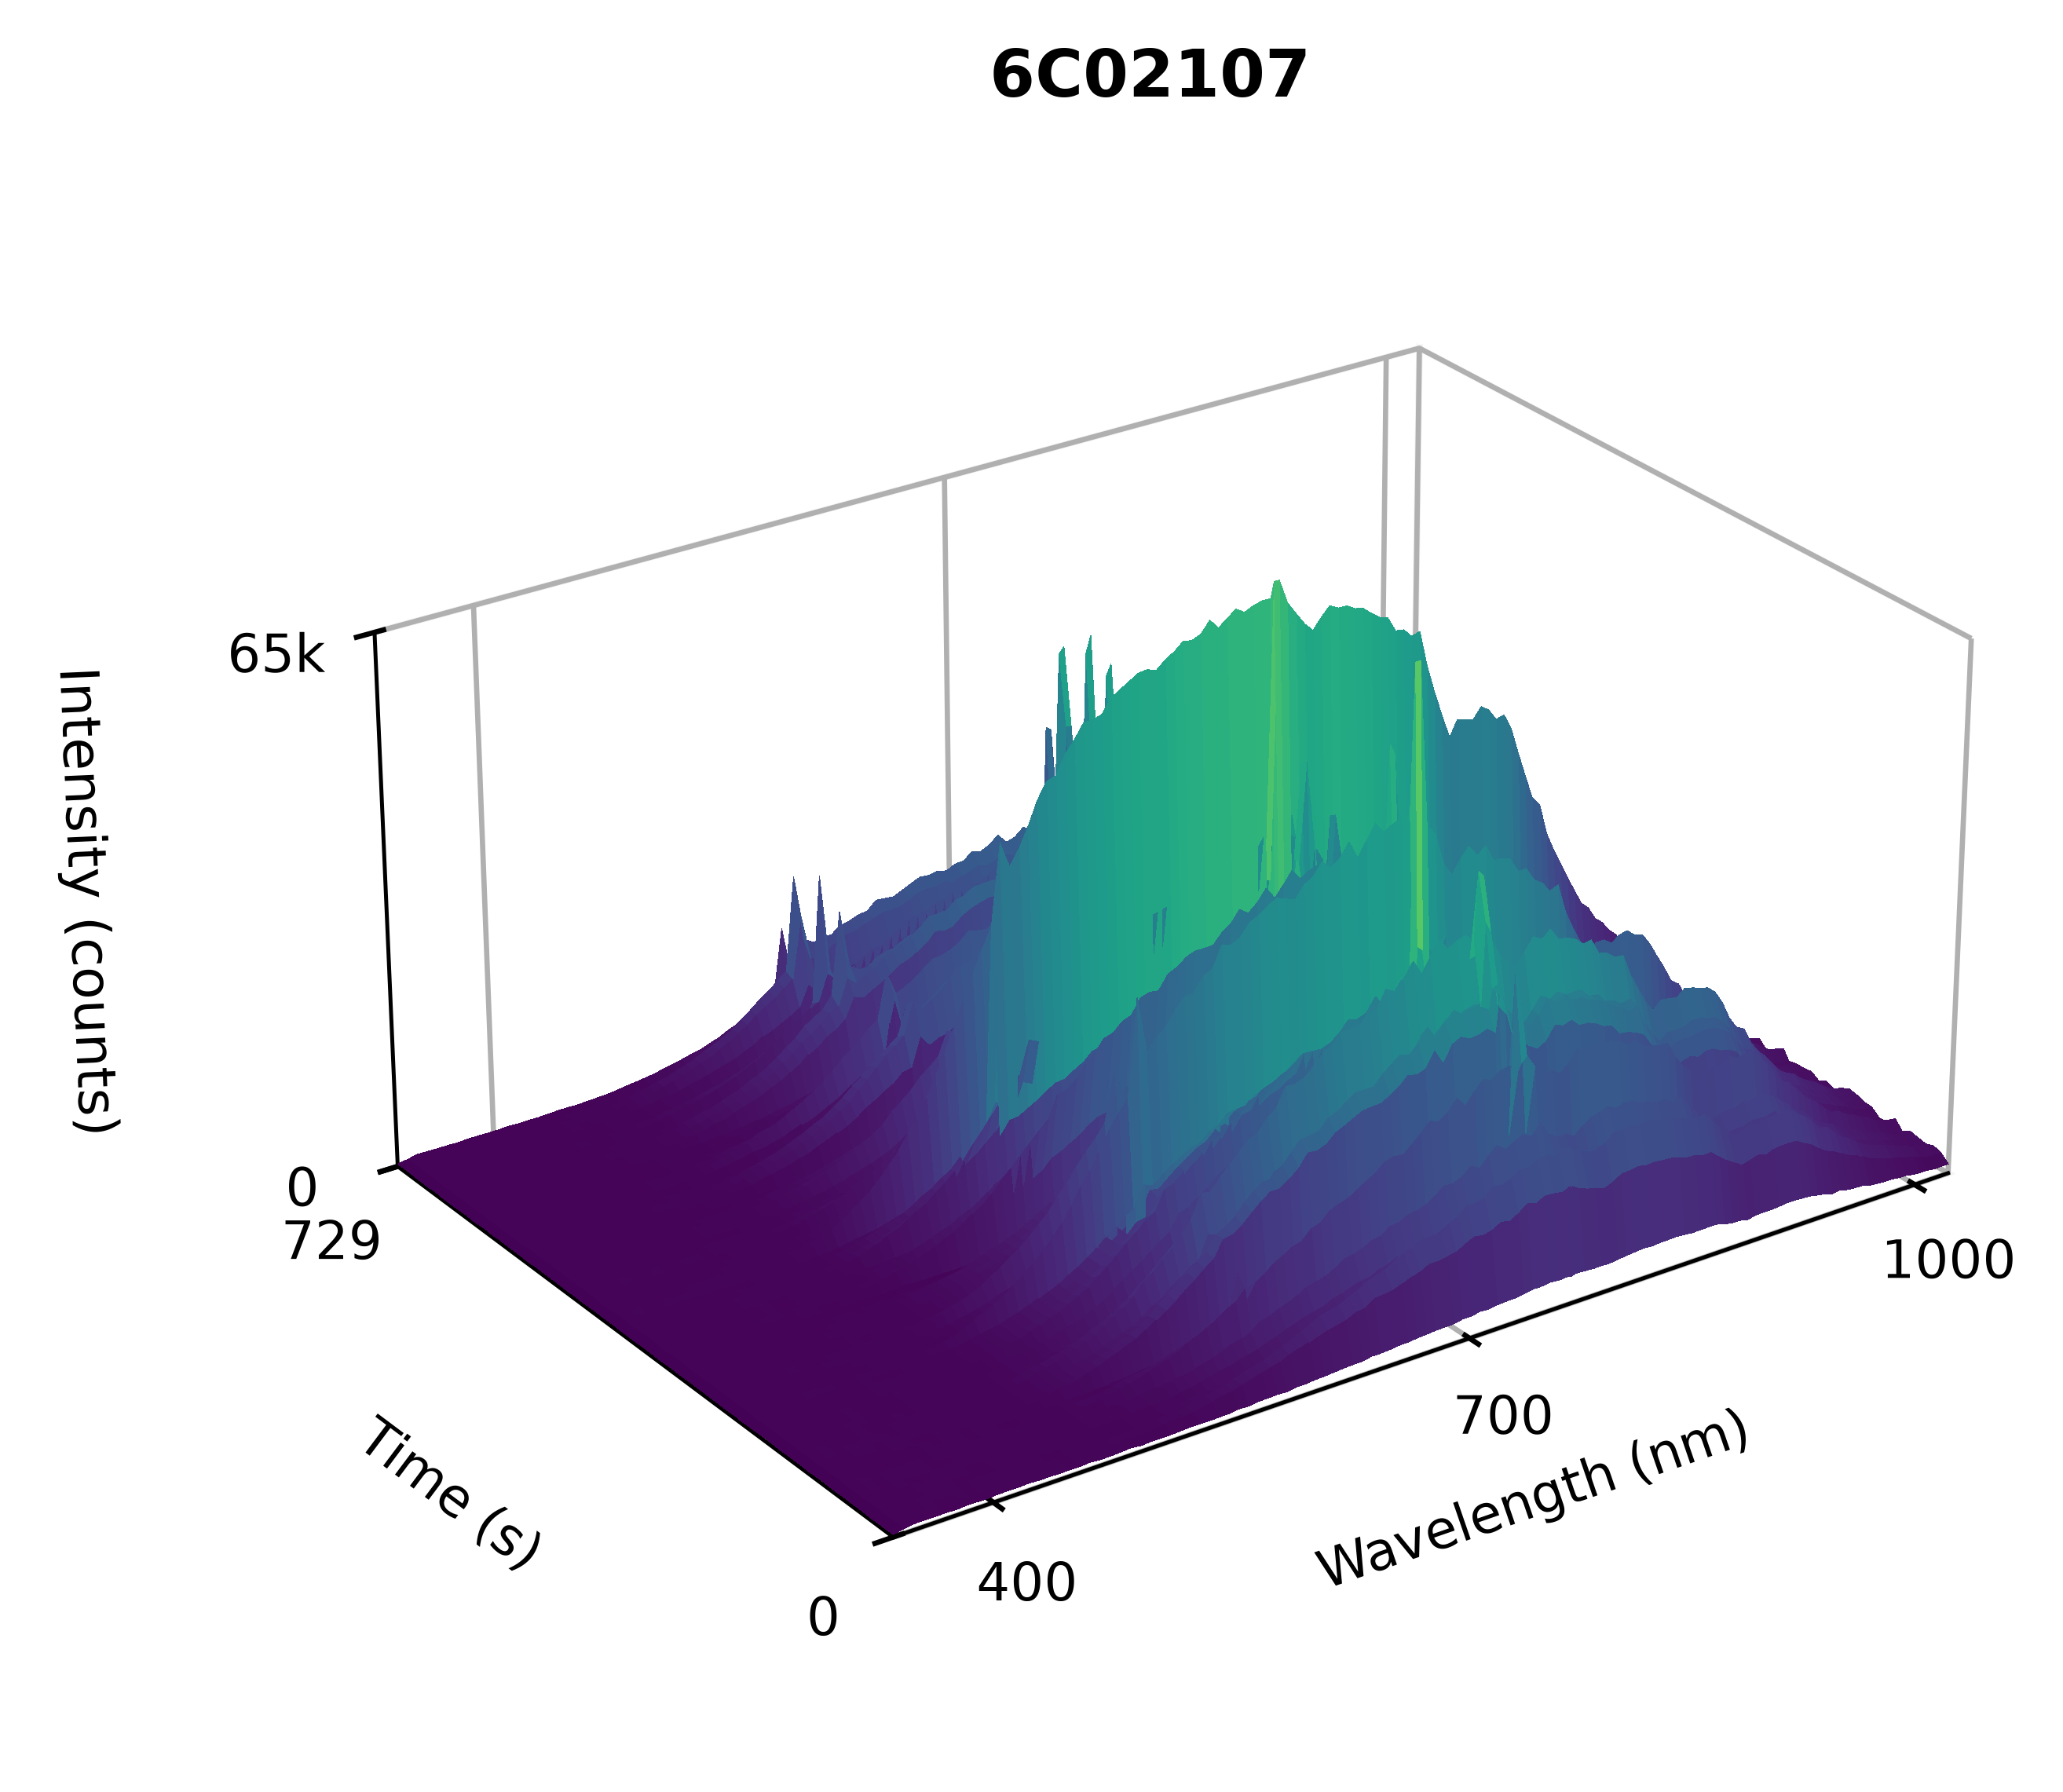 6C02107
65k
Intensity (counts)
0
729
Time (s)
0
400
700
1000
Wavelength (nm)